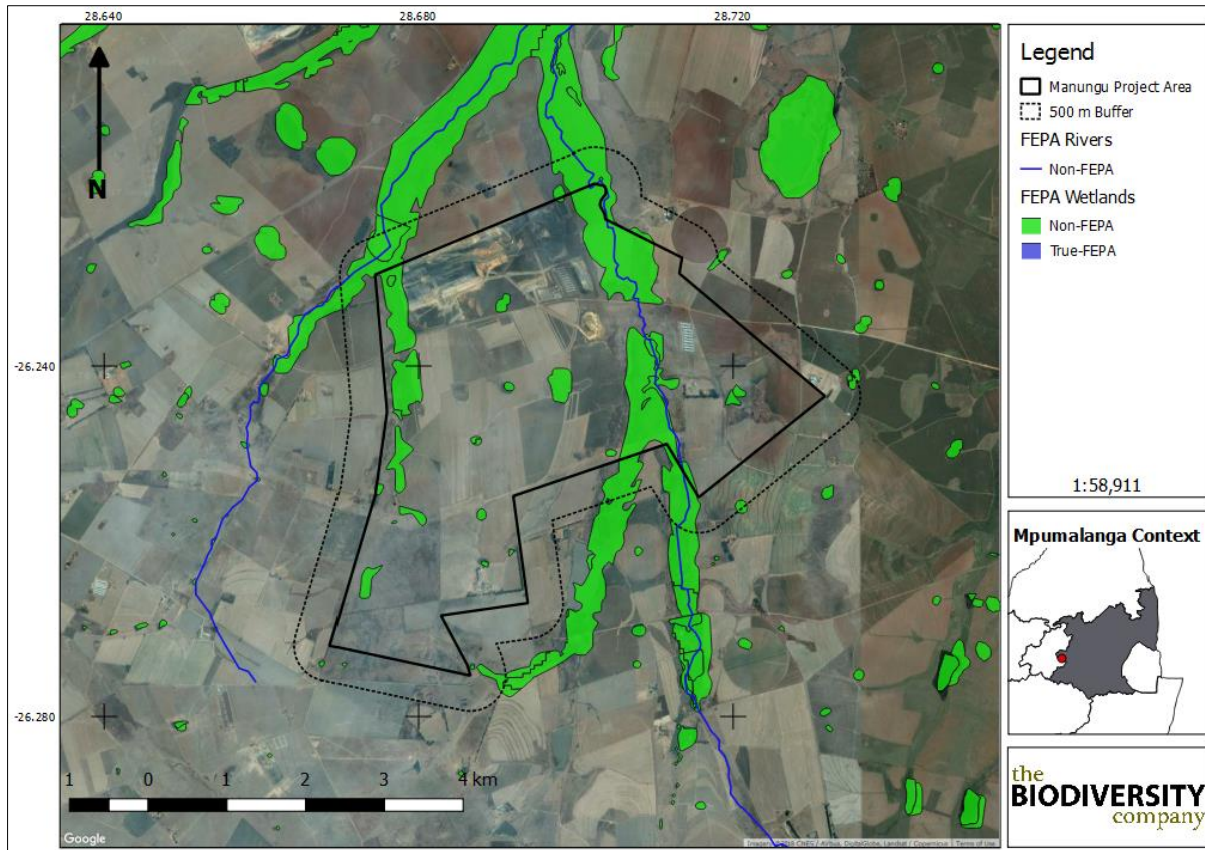 28.640
28.680
28.720
-26.240
-26.280
N
1 0 1 2 3 4 km
Google
Legend
Manungu Project Area
500 m Buffer
FEPA Rivers
Non-FEPA
FEPA Wetlands
Non-FEPA
True-FEPA
1:58,911
Mpumalanga Context
the
BIODIVERSITY
company